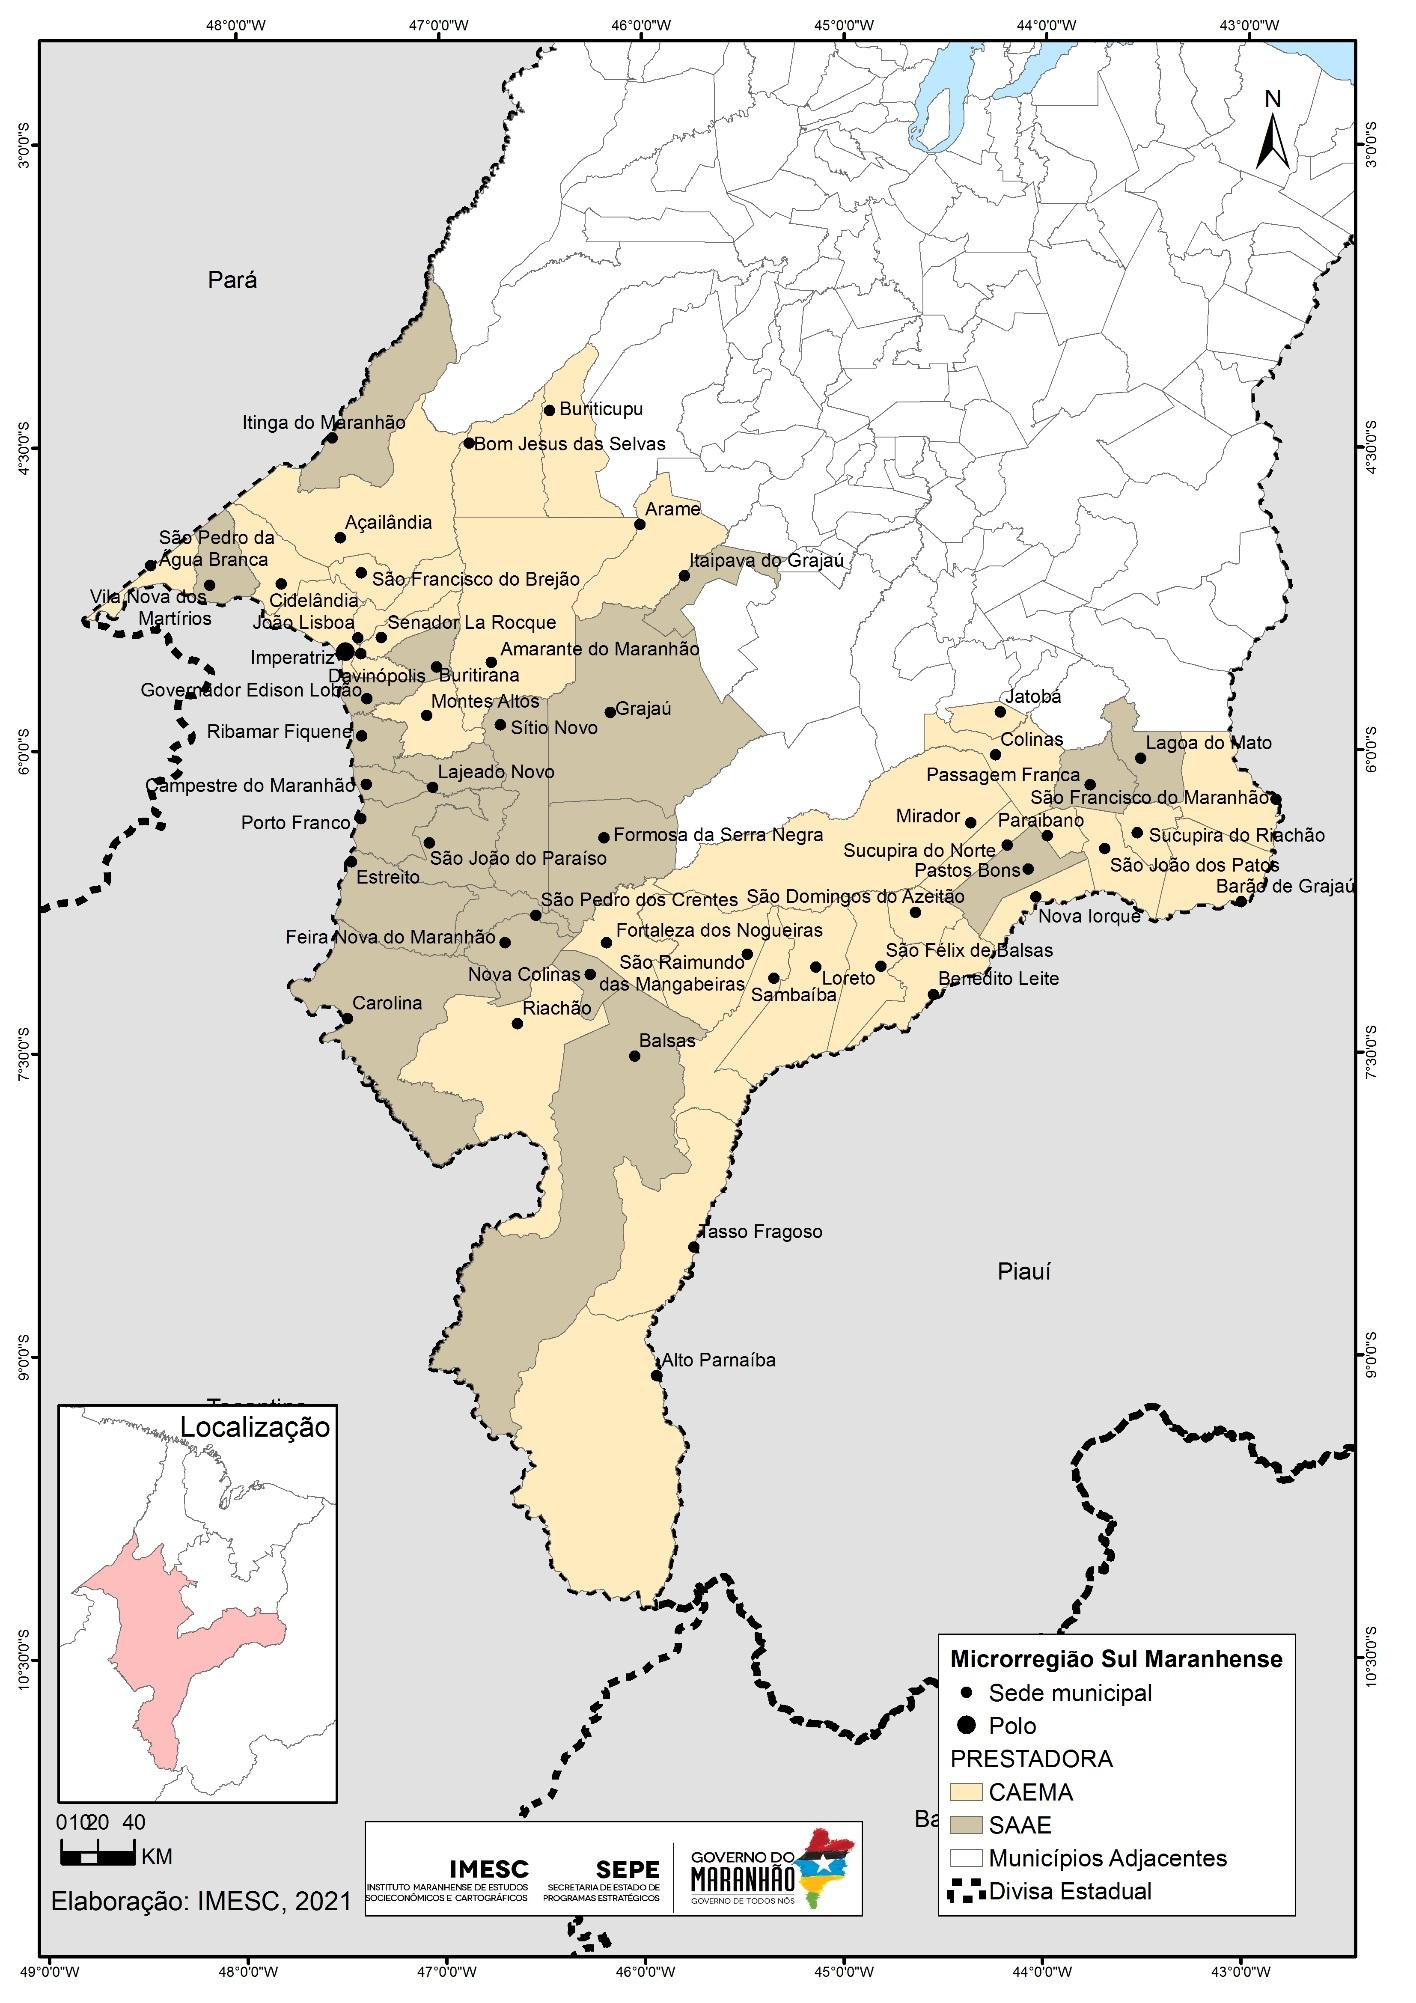 48°0'0"W 47°0'0"W 46°0'0"W 45°0'0"W 44°0'0"W 43°0'0"W
3°0'0"S
3°0'0"S
N
Pará
Buriticupu
Itinga do Maranhão
Bom Jesus das Selvas
4°30'0"S
4°30'0"S
Arame
Açailândia
São Pedro da
Água Branca
Itaipava do Grajaú
São Francisco do Brejão
Vila Nova dos
Martírios
Cidelândia
João Lisboa
Senador La Rocque
Imperatriz
Amarante do Maranhão
Davinópolis
Buritirana
Governador Edison Lobão
Montes Altos
Jatobá
Grajaú
Ribamar Fiquene
Sítio Novo
Colinas
Lagoa do Mato
6°0'0"S
6°0'0"S
Lajeado Novo
Passagem Franca
Campestre do Maranhão
São Francisco do Maranhão
Porto Franco
Mirador
Paraibano
Formosa da Serra Negra
Sucupira do Riachão
São João do Paraíso
Sucupira do Norte
São João dos Patos
Estreito
Pastos Bons
Barão de Grajaú
São Pedro dos Crentes
São Domingos do Azeitão
Nova Iorque
Feira Nova do Maranhão
Fortaleza dos Nogueiras
São Félix de Balsas
São Raimundo
das Mangabeiras
Nova Colinas
Loreto
Benedito Leite
Sambaíba
Carolina
Riachão
Balsas
7°30'0"S
7°30'0"S
Tasso Fragoso
Piauí
Alto Parnaíba
9°0'0"S
9°0'0"S
Localização
10°30'0"S
10°30'0"S
Microrregião Sul Maranhense
Sede municipal
Polo
PRESTADORA
CAEMA
SAAE
Municípios Adjacentes
Divisa Estadual
Ba
01020 40
KM
Elaboração: IMESC, 2021
IMESC
INSTITUTO MARANHENSE DE ESTUDOS
SOCIECONÔMICOS E CARTOGRÁFICOS
SEPE
SECRETARIA DE ESTADO DE
PROGRAMAS ESTRATÉGICOS
GOVERNO DO
MARANHÃO
GOVERNO DE TODOS NÓS
49°0'0"W 48°0'0"W 47°0'0"W 46°0'0"W 45°0'0"W 44°0'0"W 43°0'0"W